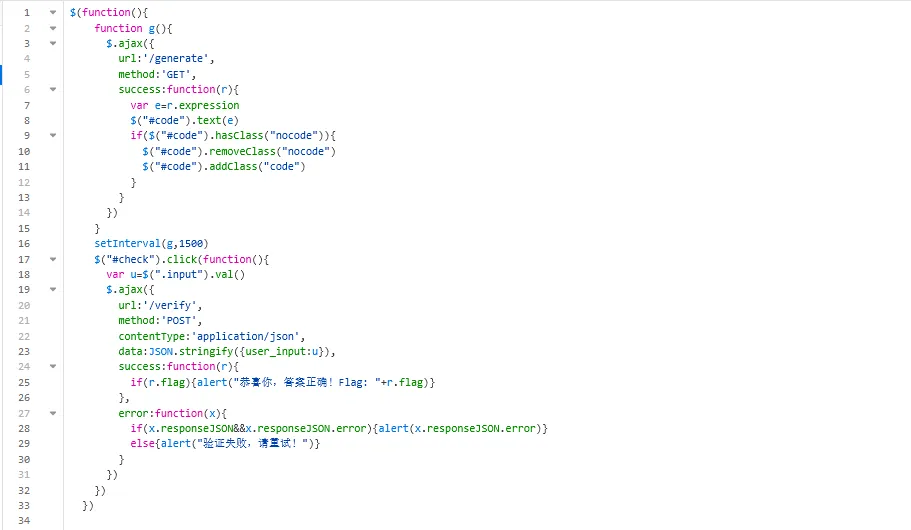 1 $(function(){
2 function g(){
3 $.ajax({
4 url:'/generate',
5 method:'GET',
6 success:function(r){
7 var e=r.expression
8 $("#code").text(e)
9 if($("#code").hasClass("nocode")){
10 $("#code").removeClass("nocode")
11 $("#code").addClass("code")
12 }
13 }
14 })
15 }
16 setInterval(g,1500)
17 $("#check").click(function(){
18 var u=$(".input").val()
19 $.ajax({
20 url:'/verify',
21 method:'POST',
22 contentType:'application/json',
23 data:JSON.stringify({user_input:u}),
24 success:function(r){
25 if(r.flag){alert("恭喜你，答案正确！Flag: "+r.flag)}
26 },
27 error:function(x){
28 if(x.responseJSON&&x.responseJSON.error){alert(x.responseJSON.error)}
29 else{alert("验证失败，请重试！")}
30 }
31 })
32 })
33 })
34